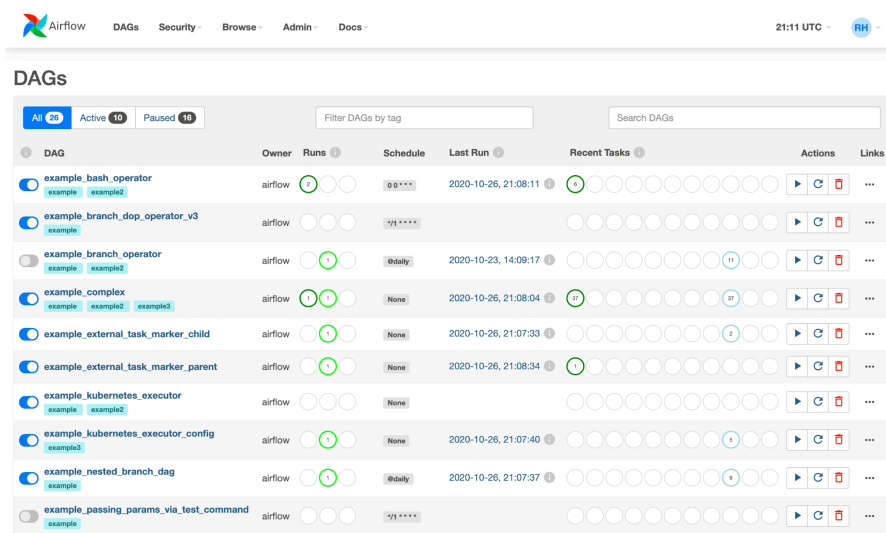 Airflow DAGs Security Browse Admin Docs 21:11 UTC RH
DAGs
All 26 Active 10 Paused 16 Filter DAGs by tag Search DAGs
DAG Owner Runs Schedule Last Run Recent Tasks Actions Links
example_bash_operator
example example2
airflow 2 0 0 * * * 2020-10-26, 21:08:11 6
example_branch_dop_operator_v3
example
airflow */1 * * * *
example_branch_operator
example example2
airflow 1 @daily 2020-10-23, 14:09:17 11
example_complex
example example2 example3
airflow 1 1 None 2020-10-26, 21:08:04 37 37
example_external_task_marker_child airflow 1 None 2020-10-26, 21:07:33 2
example_external_task_marker_parent airflow 1 None 2020-10-26, 21:08:34 1
example_kubernetes_executor
example example2
airflow None
example_kubernetes_executor_config
example3
airflow 1 None 2020-10-26, 21:07:40 5
example_nested_branch_dag
example
airflow 1 @daily 2020-10-26, 21:07:37 9
example_passing_params_via_test_command
example
airflow */1 * * * *